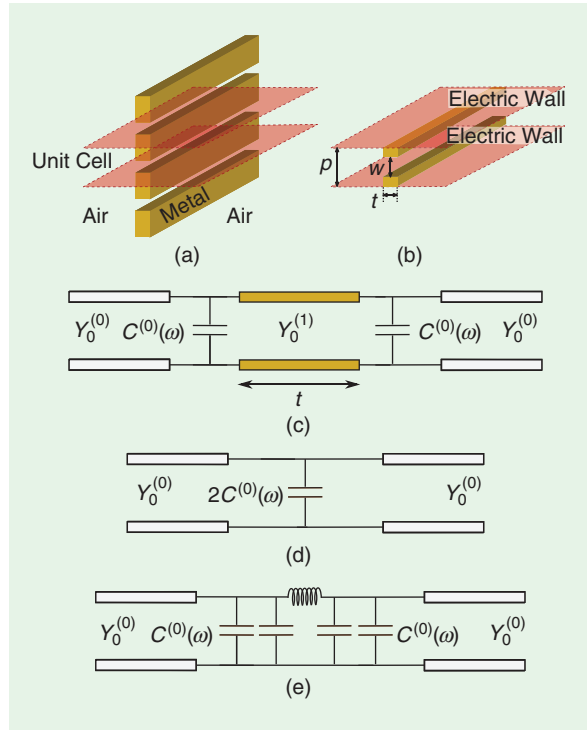 Unit Cell
Air
Metal
Air
(a)
Electric Wall
Electric Wall
p
w
t
(b)
Y₀⁽⁰⁾ C⁽⁰⁾(ω) Y₀⁽¹⁾ C⁽⁰⁾(ω) Y₀⁽⁰⁾
t
(c)
Y₀⁽⁰⁾ 2C⁽⁰⁾(ω) Y₀⁽⁰⁾
(d)
Y₀⁽⁰⁾ C⁽⁰⁾(ω) C⁽⁰⁾(ω) Y₀⁽⁰⁾
(e)